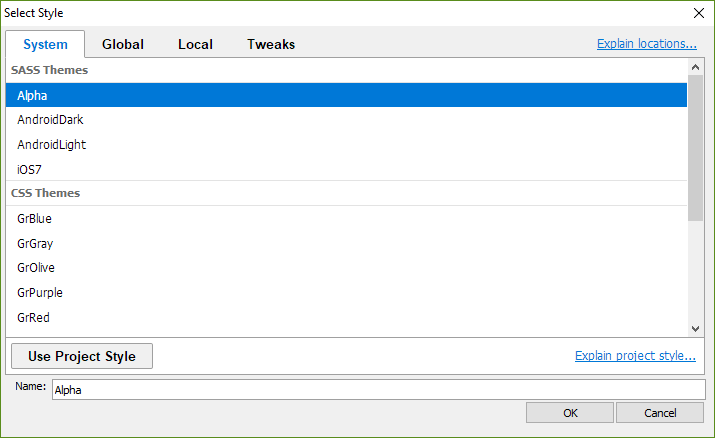 Select Style
System Global Local Tweaks Explain locations...
SASS Themes
Alpha
AndroidDark
AndroidLight
iOS7
CSS Themes
GrBlue
GrGray
GrOlive
GrPurple
GrRed
Use Project Style Explain project style...
Name: Alpha
OK Cancel